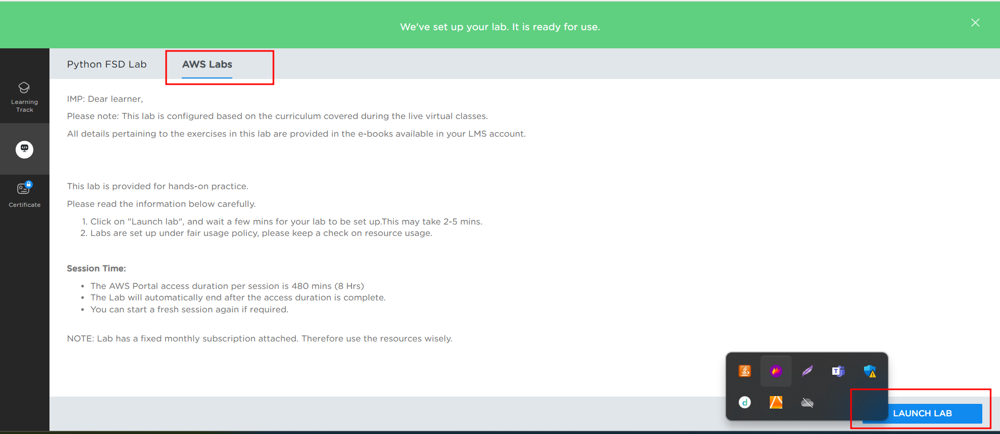 We've set up your lab. It is ready for use.
Python FSD Lab
AWS Labs
Learning
Track
Certificate
IMP: Dear learner,
Please note: This lab is configured based on the curriculum covered during the live virtual classes.
All details pertaining to the exercises in this lab are provided in the e-books available in your LMS account.
This lab is provided for hands-on practice.
Please read the information below carefully.
1. Click on "Launch lab", and wait a few mins for your lab to be set up.This may take 2-5 mins.
2. Labs are set up under fair usage policy, please keep a check on resource usage.
Session Time:
• The AWS Portal access duration per session is 480 mins (8 Hrs)
• The Lab will automatically end after the access duration is complete.
• You can start a fresh session again if required.
NOTE: Lab has a fixed monthly subscription attached. Therefore use the resources wisely.
T
d
LAUNCH LAB